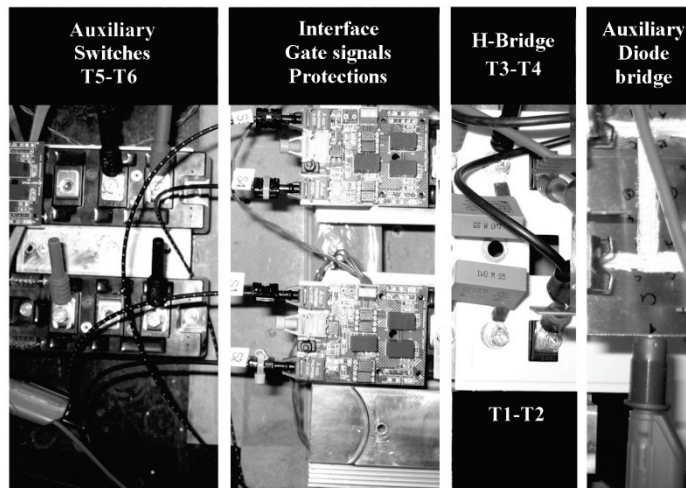 Auxiliary
Switches
T5-T6
Interface
Gate signals
Protections
H-Bridge
T3-T4
Auxiliary
Diode
bridge
T1-T2